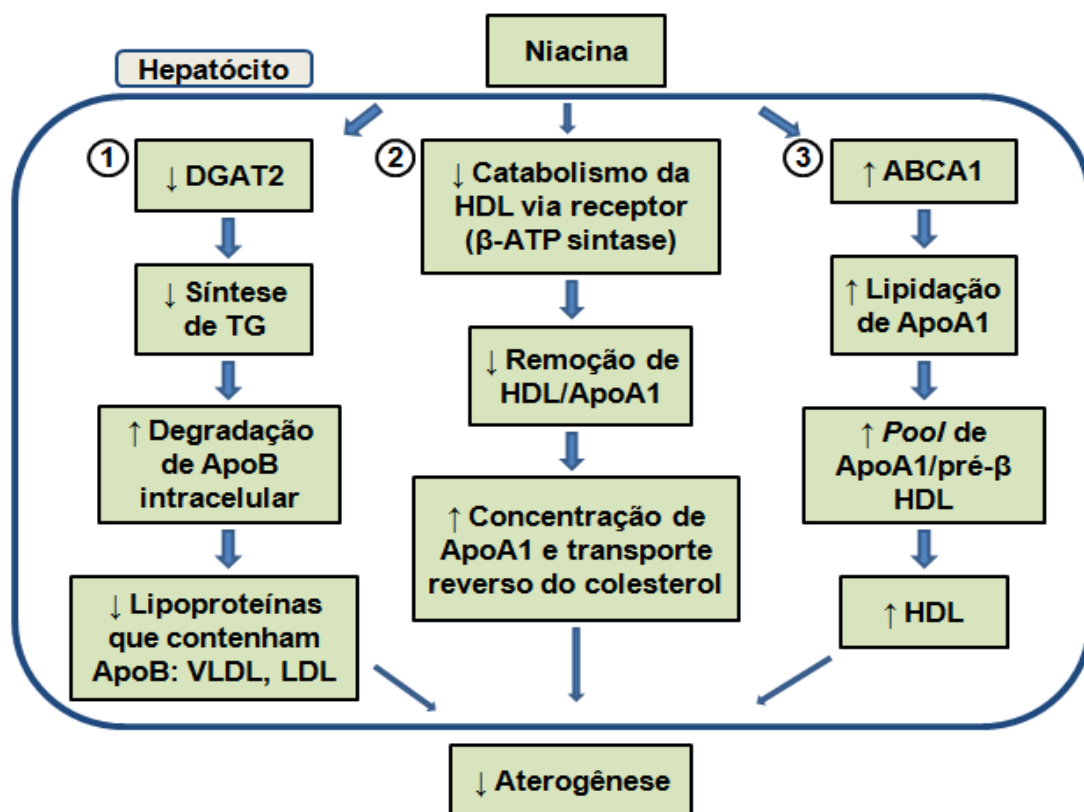 Niacina
Hepatócito
1
↓ DGAT2
↓ Síntese
de TG
↑ Degradação
de ApoB
intracelular
↓ Lipoproteínas
que contenham
ApoB: VLDL, LDL
2
↓ Catabolismo da
HDL via receptor
(β-ATP sintase)
↓ Remoção de
HDL/ApoA1
↑ Concentração de
ApoA1 e transporte
reverso do colesterol
3
↑ ABCA1
↑ Lipidação
de ApoA1
↑ Pool de
ApoA1/pré-β
HDL
↑ HDL
↓ Aterogênese